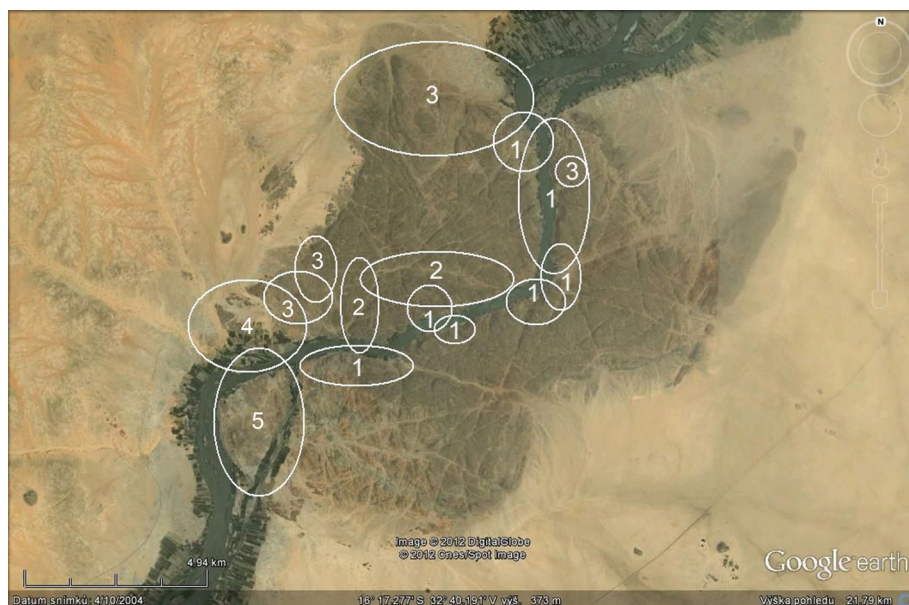 N
3
1
3
1
3
2
1
3
2
1
1
4
1
1
5
Image © 2012 DigitalGlobe
© 2012 Cnes/Spot Image
4.94 km
Google earth
Datum snímků: 4/10/2004 16° 17.277' S 32° 40.191' V výš. 373 m Výška pohledu 21.79 km